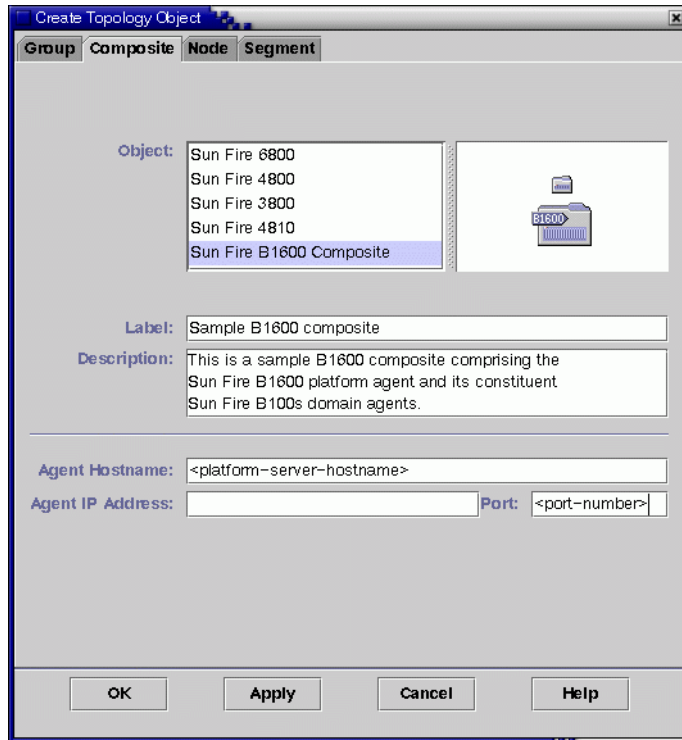 Create Topology Object
Group Composite Node Segment
Object:
Sun Fire 6800
Sun Fire 4800
Sun Fire 3800
Sun Fire 4810
Sun Fire B1600 Composite
B1600
Label: Sample B1600 composite
Description: This is a sample B1600 composite comprising the
Sun Fire B1600 platform agent and its constituent
Sun Fire B100s domain agents.
Agent Hostname: <platform-server-hostname>
Agent IP Address: Port: <port-number>
OK Apply Cancel Help